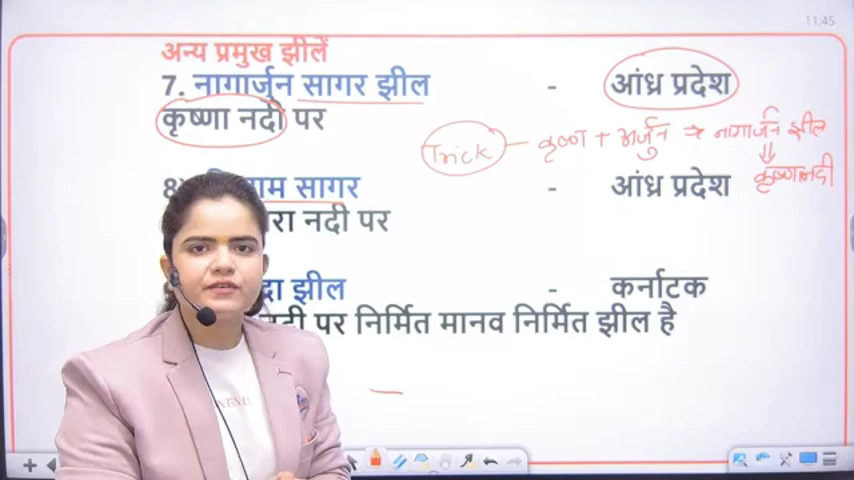 11:45
अन्य प्रमुख झीलें
7. नागार्जुन सागर झील - आंध्र प्रदेश
कृष्णा नदी पर
Trick - कृष्ण + अर्जुन ⇒ नागार्जुन झील
⇓
कृष्णा नदी
सागर - आंध्र प्रदेश
नदी पर
झील - कर्नाटक
पर निर्मित मानव निर्मित झील है